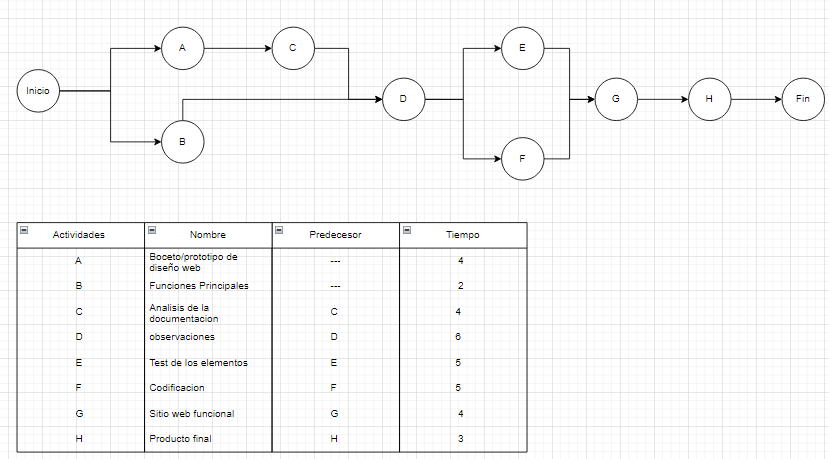 A
C
E
Inicio
D
G
H
Fin
B
F
Actividades Nombre Predecesor Tiempo
A Boceto/prototipo de diseño web --- 4
B Funciones Principales --- 2
C Analisis de la documentacion C 4
D observaciones D 6
E Test de los elementos E 5
F Codificacion F 5
G Sitio web funcional G 4
H Producto final H 3